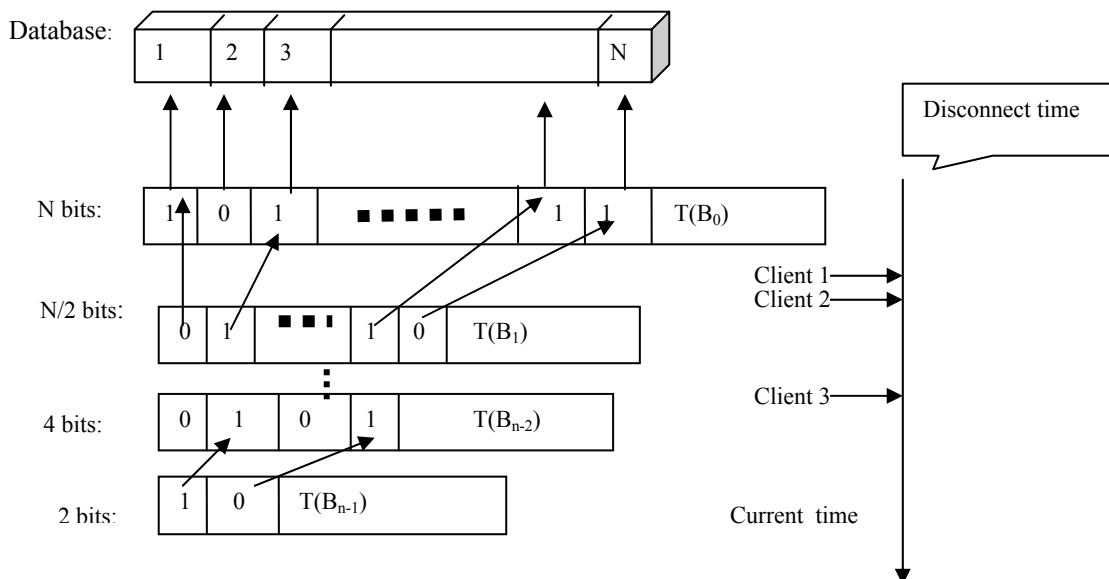 Database:
1 2 3 N
Disconnect time
N bits:
1 0 1 1 1 T(B0)
Client 1
Client 2
N/2 bits:
0 1 1 0 T(B1)
Client 3
4 bits:
0 1 0 1 T(Bn-2)
2 bits:
1 0 T(Bn-1)
Current time